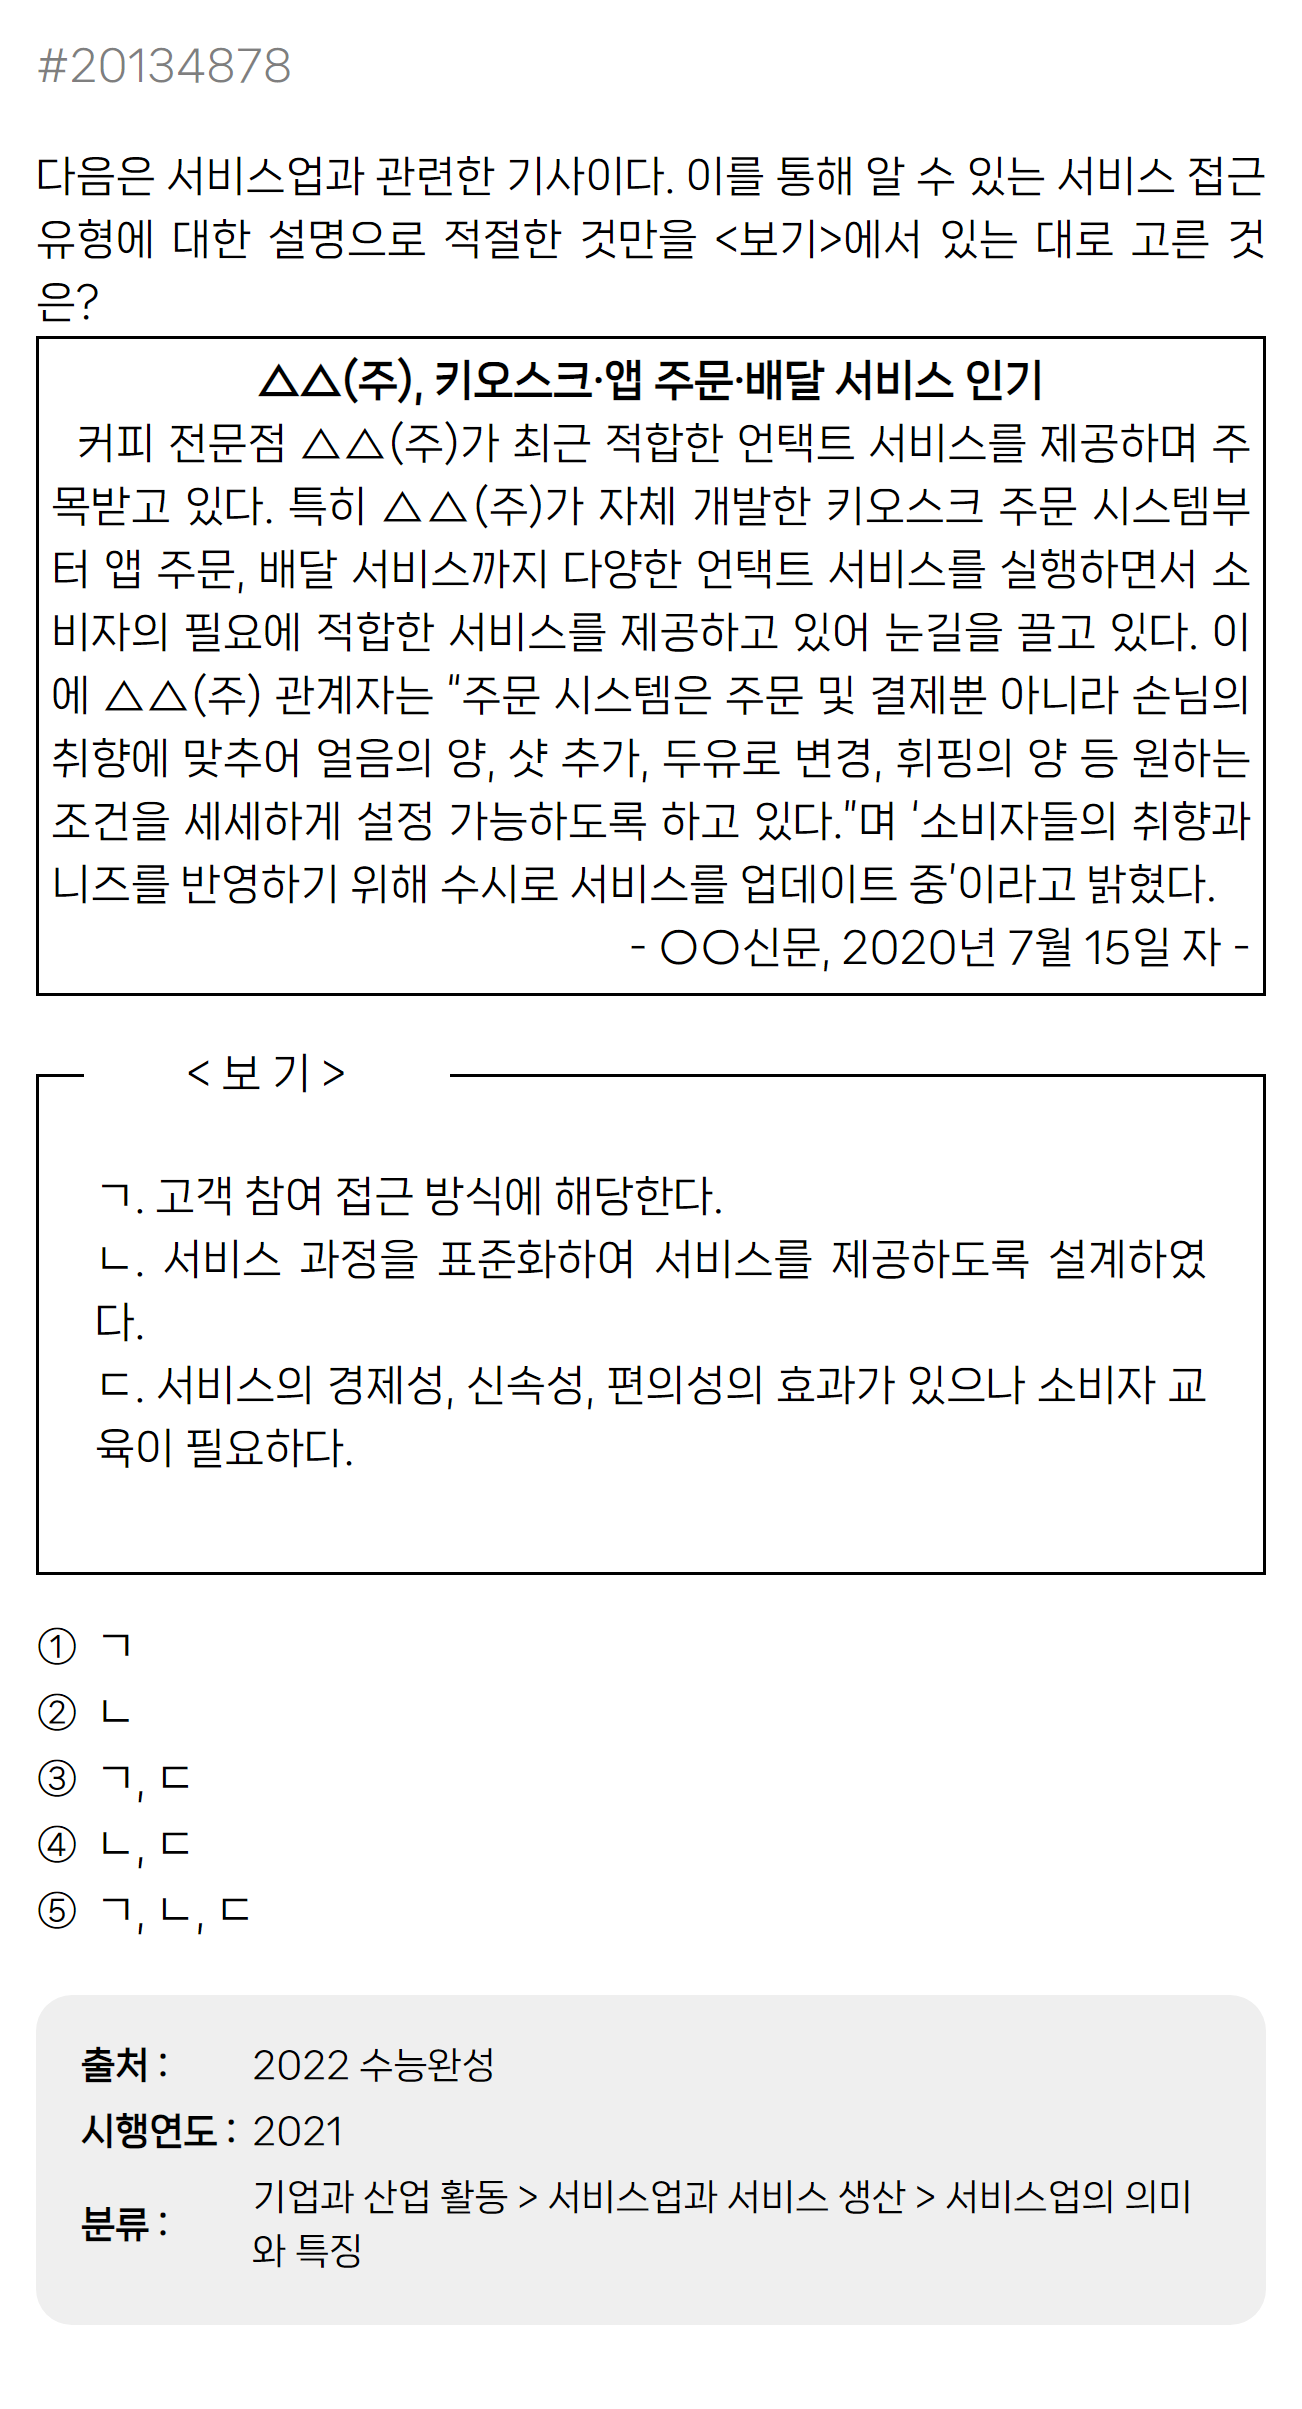 #20134878
다음은 서비스업과 관련한 기사이다. 이를 통해 알 수 있는 서비스 접근
유형에 대한 설명으로 적절한 것만을 <보기>에서 있는 대로 고른 것
은?
△△(주), 키오스크·앱 주문·배달 서비스 인기
커피 전문점 △△(주)가 최근 적합한 언택트 서비스를 제공하며 주
목받고 있다. 특히 △△(주)가 자체 개발한 키오스크 주문 시스템부
터 앱 주문, 배달 서비스까지 다양한 언택트 서비스를 실행하면서 소
비자의 필요에 적합한 서비스를 제공하고 있어 눈길을 끌고 있다. 이
에 △△(주) 관계자는 "주문 시스템은 주문 및 결제뿐 아니라 손님의
취향에 맞추어 얼음의 양, 샷 추가, 두유로 변경, 휘핑의 양 등 원하는
조건을 세세하게 설정 가능하도록 하고 있다."며 '소비자들의 취향과
니즈를 반영하기 위해 수시로 서비스를 업데이트 중'이라고 밝혔다.
- ○○신문, 2020년 7월 15일 자 -
< 보 기 >
ㄱ. 고객 참여 접근 방식에 해당한다.
ㄴ. 서비스 과정을 표준화하여 서비스를 제공하도록 설계하였
다.
ㄷ. 서비스의 경제성, 신속성, 편의성의 효과가 있으나 소비자 교
육이 필요하다.
① ㄱ
② ㄴ
③ ㄱ, ㄷ
④ ㄴ, ㄷ
⑤ ㄱ, ㄴ, ㄷ
출처 : 2022 수능완성
시행연도 : 2021
분류 : 기업과 산업 활동 > 서비스업과 서비스 생산 > 서비스업의 의미
와 특징